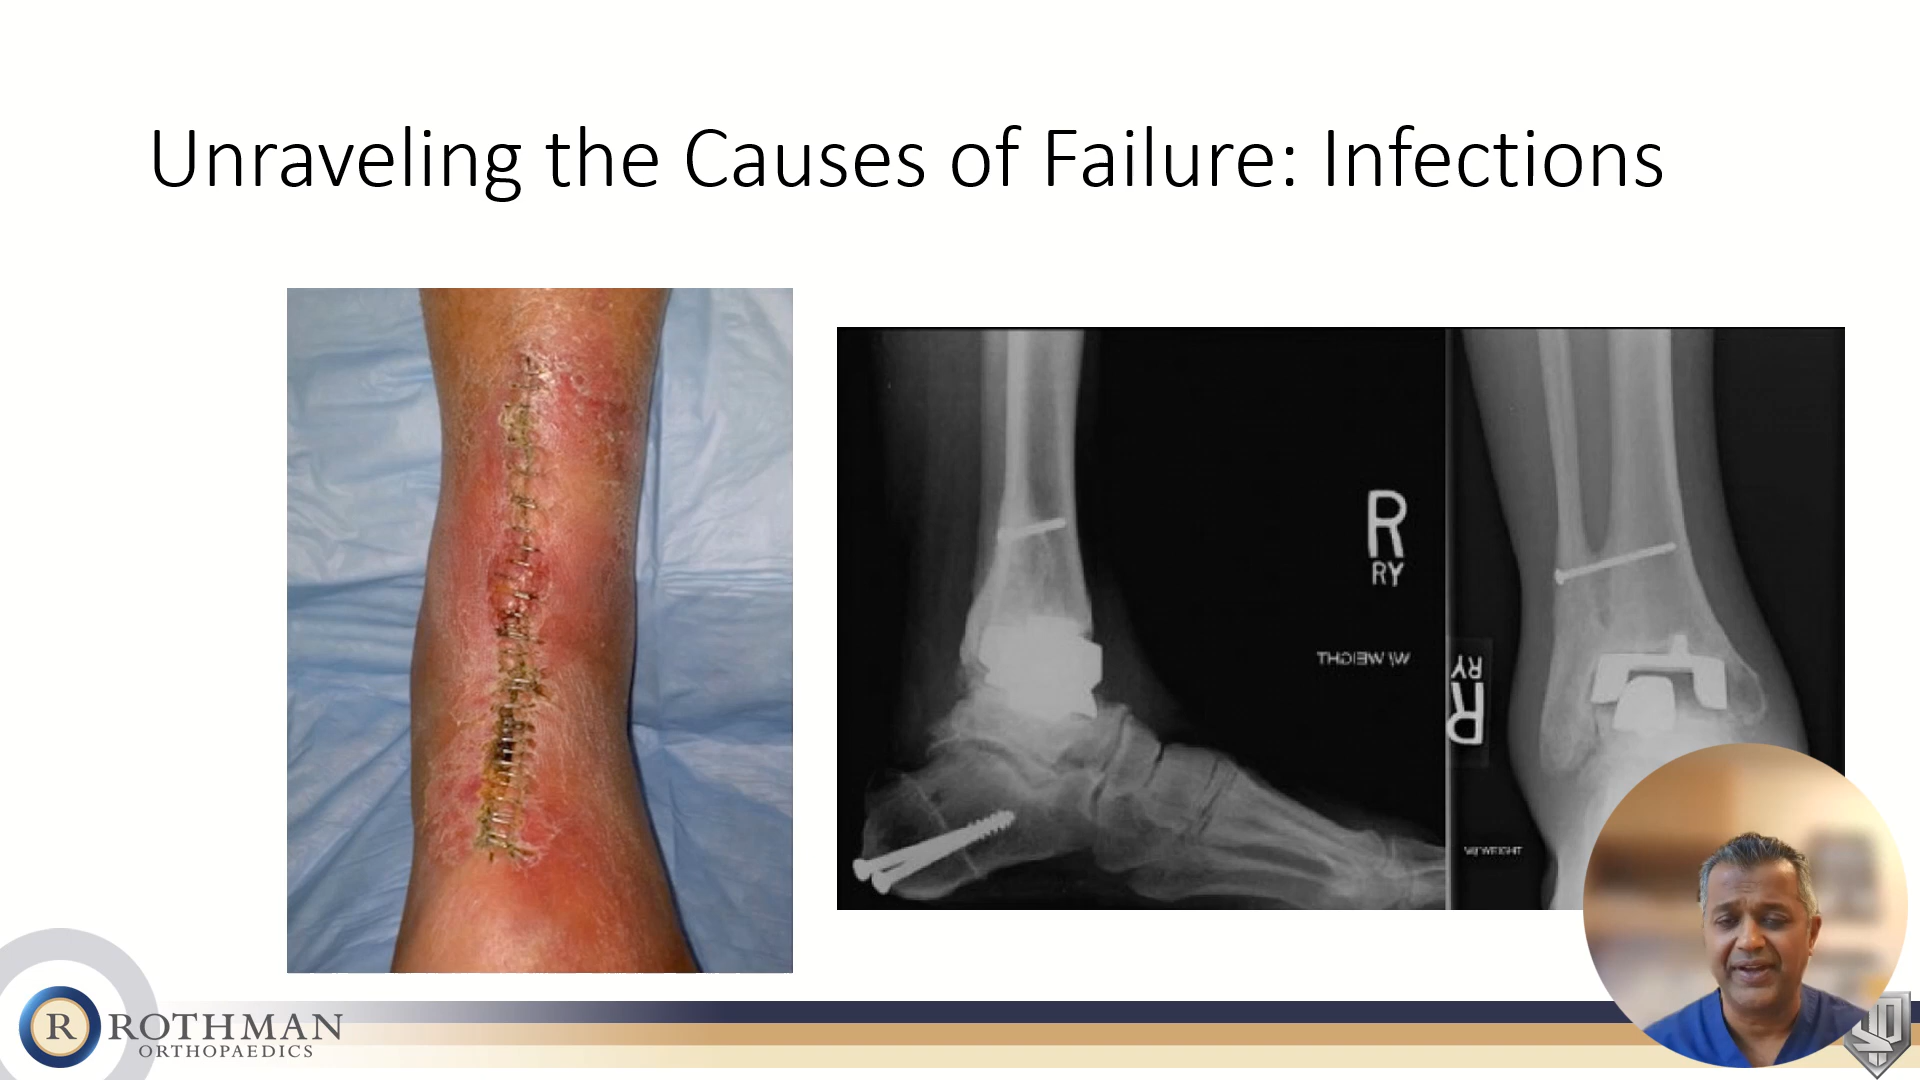 Unraveling the Causes of Failure: Infections
R
RY
W/ WEIGHT
RY
R
W/ WEIGHT
R
ROTHMAN
ORTHOPAEDICS